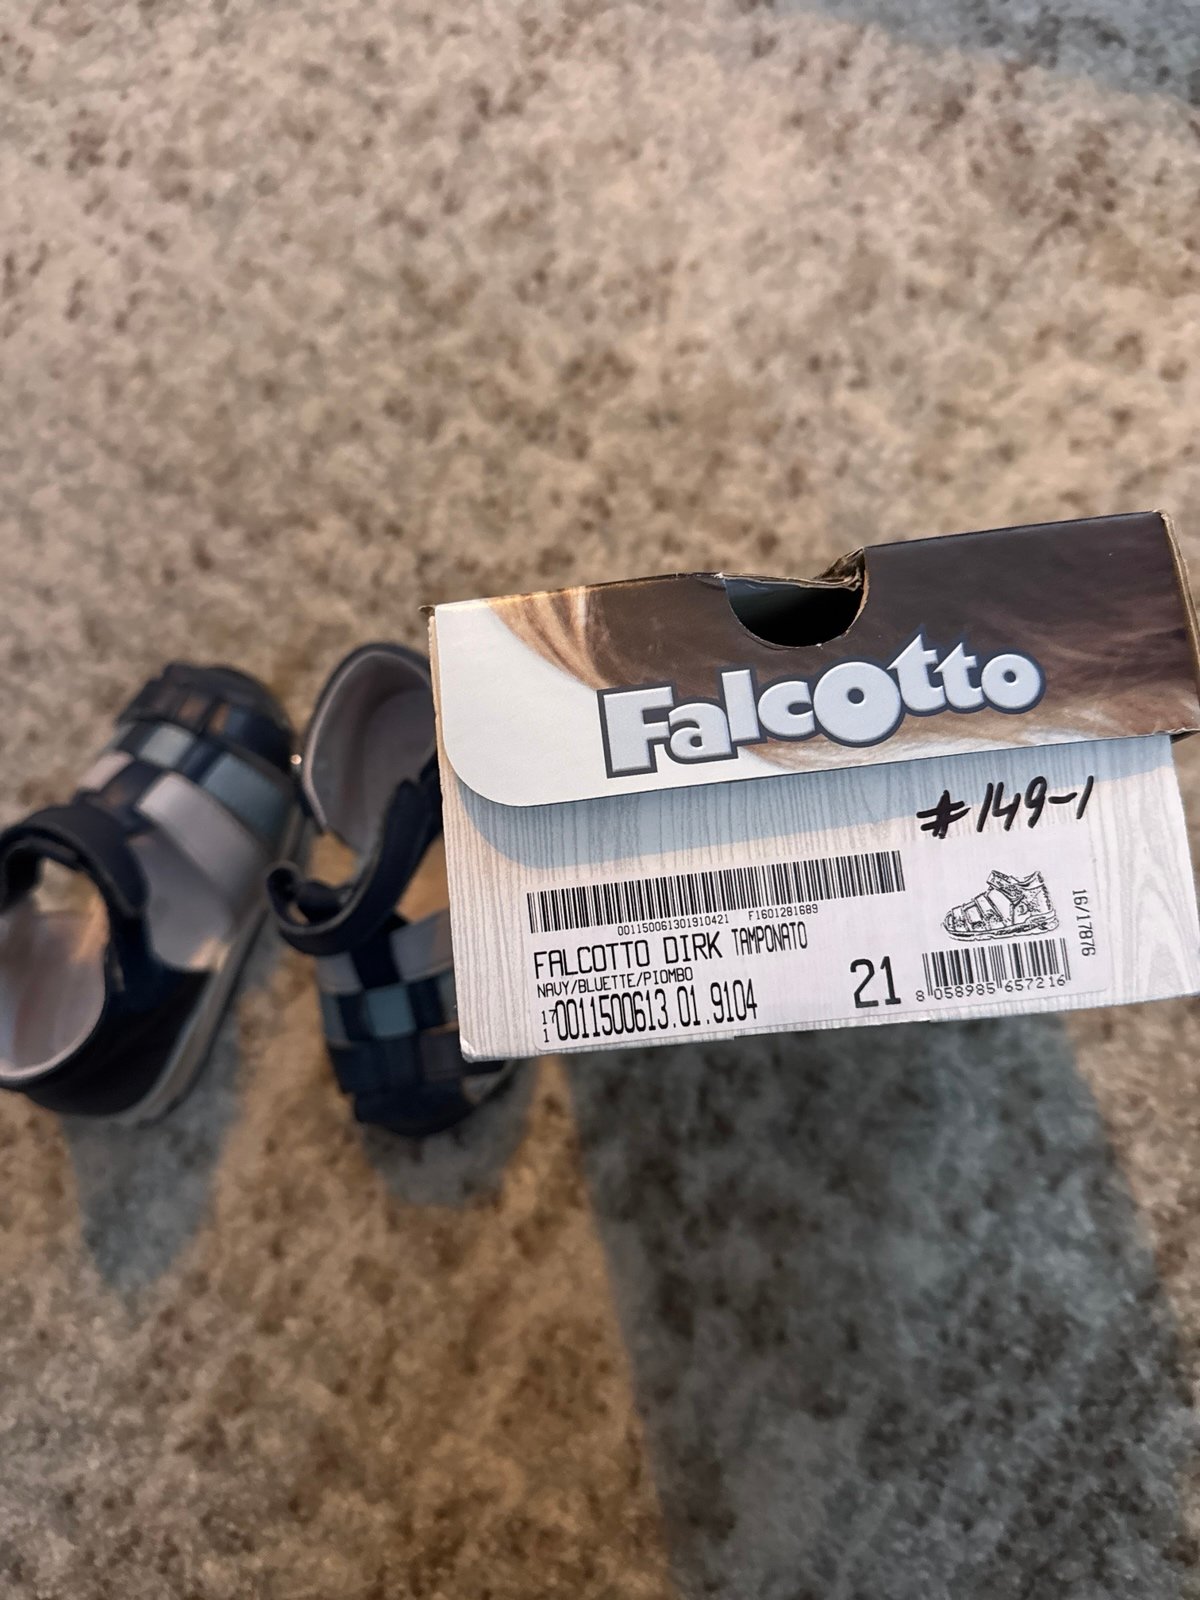 Falcotto
#149-1
001150061301910421 F1601281689
FALCOTTO DIRK TAMPONATO
NAVY/BLUETTE/PIOMBO
17
1
0011500613.01.9104
21
8 058985 657216
16/17876